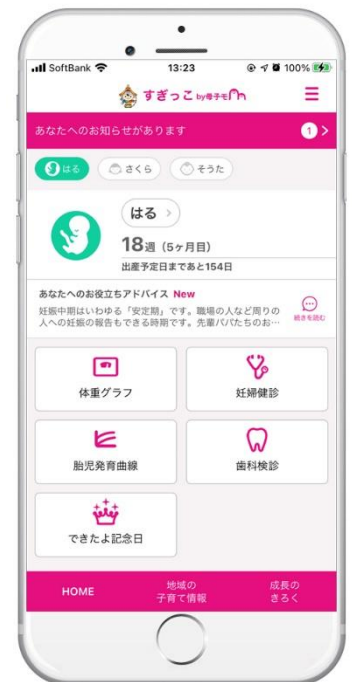 SoftBank 13:23 100%
すぎっこ by母子モ
あなたへのお知らせがあります 1
はる さくら そうた
はる
18週(5ヶ月目)
出産予定日まであと154日
あなたへのお役立ちアドバイス New
妊娠中期はいわゆる「安定期」です。職場の人など周りの
人への妊娠の報告もできる時期です。先輩パパたちのお…
続きを読む
体重グラフ 妊婦健診
胎児発育曲線 歯科検診
できたよ記念日
HOME 地域の 成長の
子育て情報 きろく